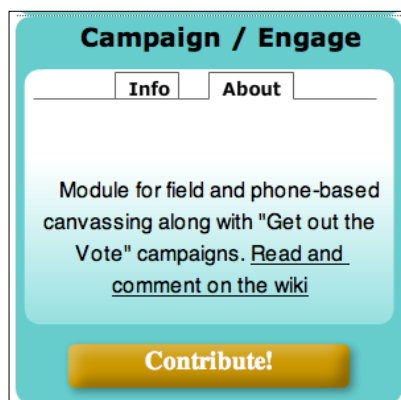 Campaign / Engage
Info About
Module for field and phone-based
canvassing along with "Get out the
Vote" campaigns. Read and
comment on the wiki
Contribute!